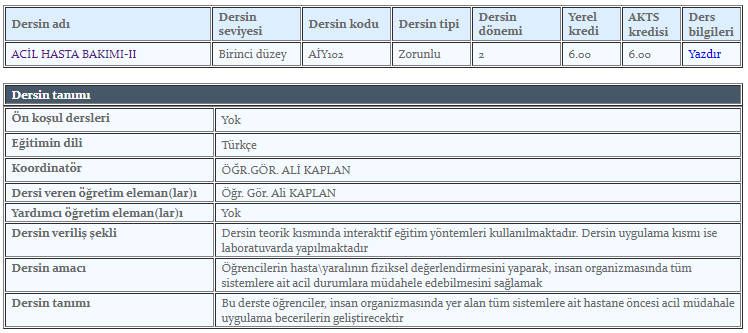 Dersin adı Dersin seviyesi Dersin kodu Dersin tipi Dersin dönemi Yerel kredi AKTS kredisi Ders bilgileri
ACİL HASTA BAKIMI-II Birinci düzey AİY102 Zorunlu 2 6.00 6.00 Yazdır
Dersin tanımı
Ön koşul dersleri Yok
Eğitimin dili Türkçe
Koordinatör ÖĞR.GÖR. ALİ KAPLAN
Dersi veren öğretim eleman(lar)ı Öğr. Gör. Ali KAPLAN
Yardımcı öğretim eleman(lar)ı Yok
Dersin veriliş şekli Dersin teorik kısmında interaktif eğitim yöntemleri kullanılmaktadır. Dersin uygulama kısmı ise
laboratuvarda yapılmaktadır
Dersin amacı Öğrencilerin hasta\yaralının fiziksel değerlendirmesini yaparak, insan organizmasında tüm
sistemlere ait acil durumlara müdahele edebilmesini sağlamak
Dersin tanımı Bu derste öğrenciler, insan organizmasında yer alan tüm sistemlere ait hastane öncesi acil müdahale
uygulama becerilerin geliştirecektir